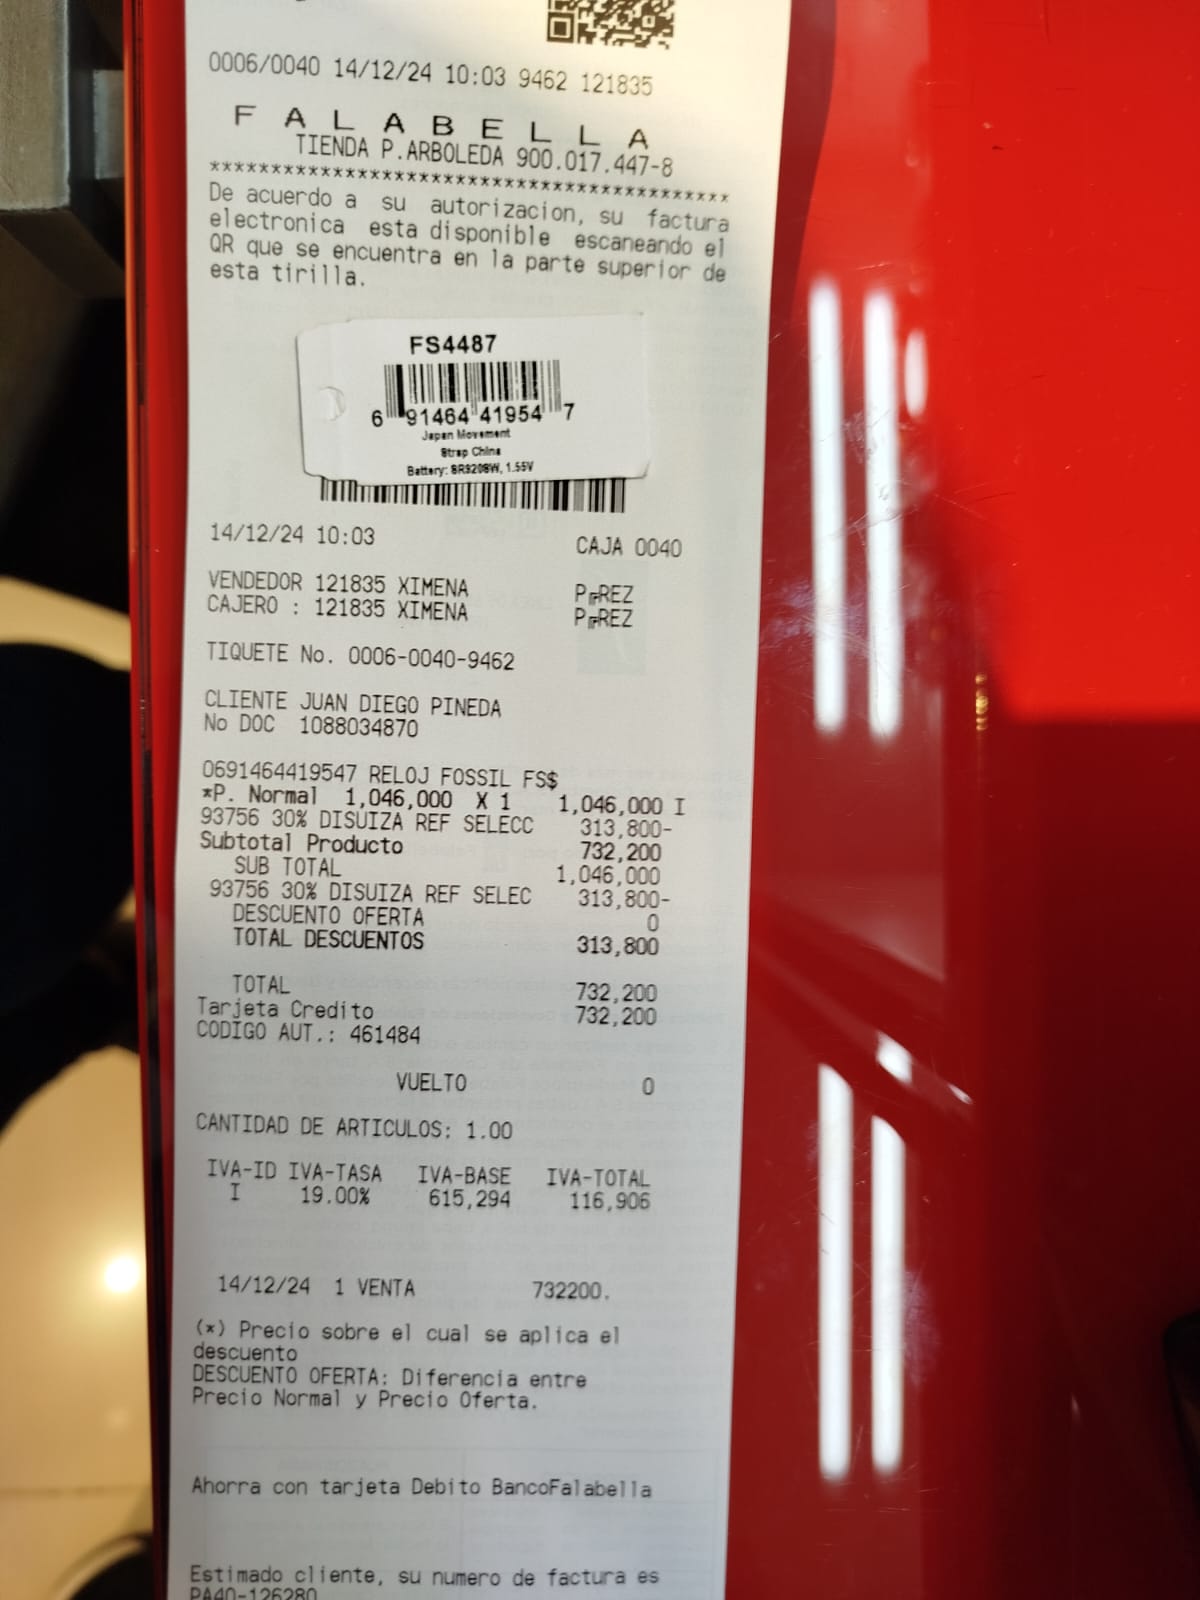 0006/0040 14/12/24 10:03 9462 121835
FALABELLA
TIENDA P.ARBOLEDA 900.017.447-8
******************************************
De acuerdo a su autorizacion, su factura
electronica esta disponible escaneando el
QR que se encuentra en la parte superior de
esta tirilla.
FS4487
6 91464 41954 7
Japan Movement
Strap China
Battery: SR920SW, 1.55V
14/12/24 10:03 CAJA 0040
VENDEDOR 121835 XIMENA
CAJERO : 121835 XIMENA
TIQUETE No. 0006-0040-9462
CLIENTE JUAN DIEGO PINEDA
No DOC 1088034870
0691464419547 RELOJ FOSSIL FS$
*P. Normal 1,046,000 X 1 1,046,000 I
93756 30% DISUIZA REF SELECC 313,800-
Subtotal Producto 732,200
SUB TOTAL 1,046,000
93756 30% DISUIZA REF SELEC 313,800-
DESCUENTO OFERTA 0
TOTAL DESCUENTOS 313,800
TOTAL 732,200
Tarjeta Credito 732,200
CODIGO AUT.: 461484
VUELTO 0
CANTIDAD DE ARTICULOS: 1.00
IVA-ID IVA-TASA IVA-BASE IVA-TOTAL
I 19.00% 615,294 116,906
14/12/24 1 VENTA 732200.
(*) Precio sobre el cual se aplica el
descuento
DESCUENTO OFERTA: Diferencia entre
Precio Normal y Precio Oferta.
Ahorra con tarjeta Debito BancoFalabella
Estimado cliente, su numero de factura es
PA40-126280